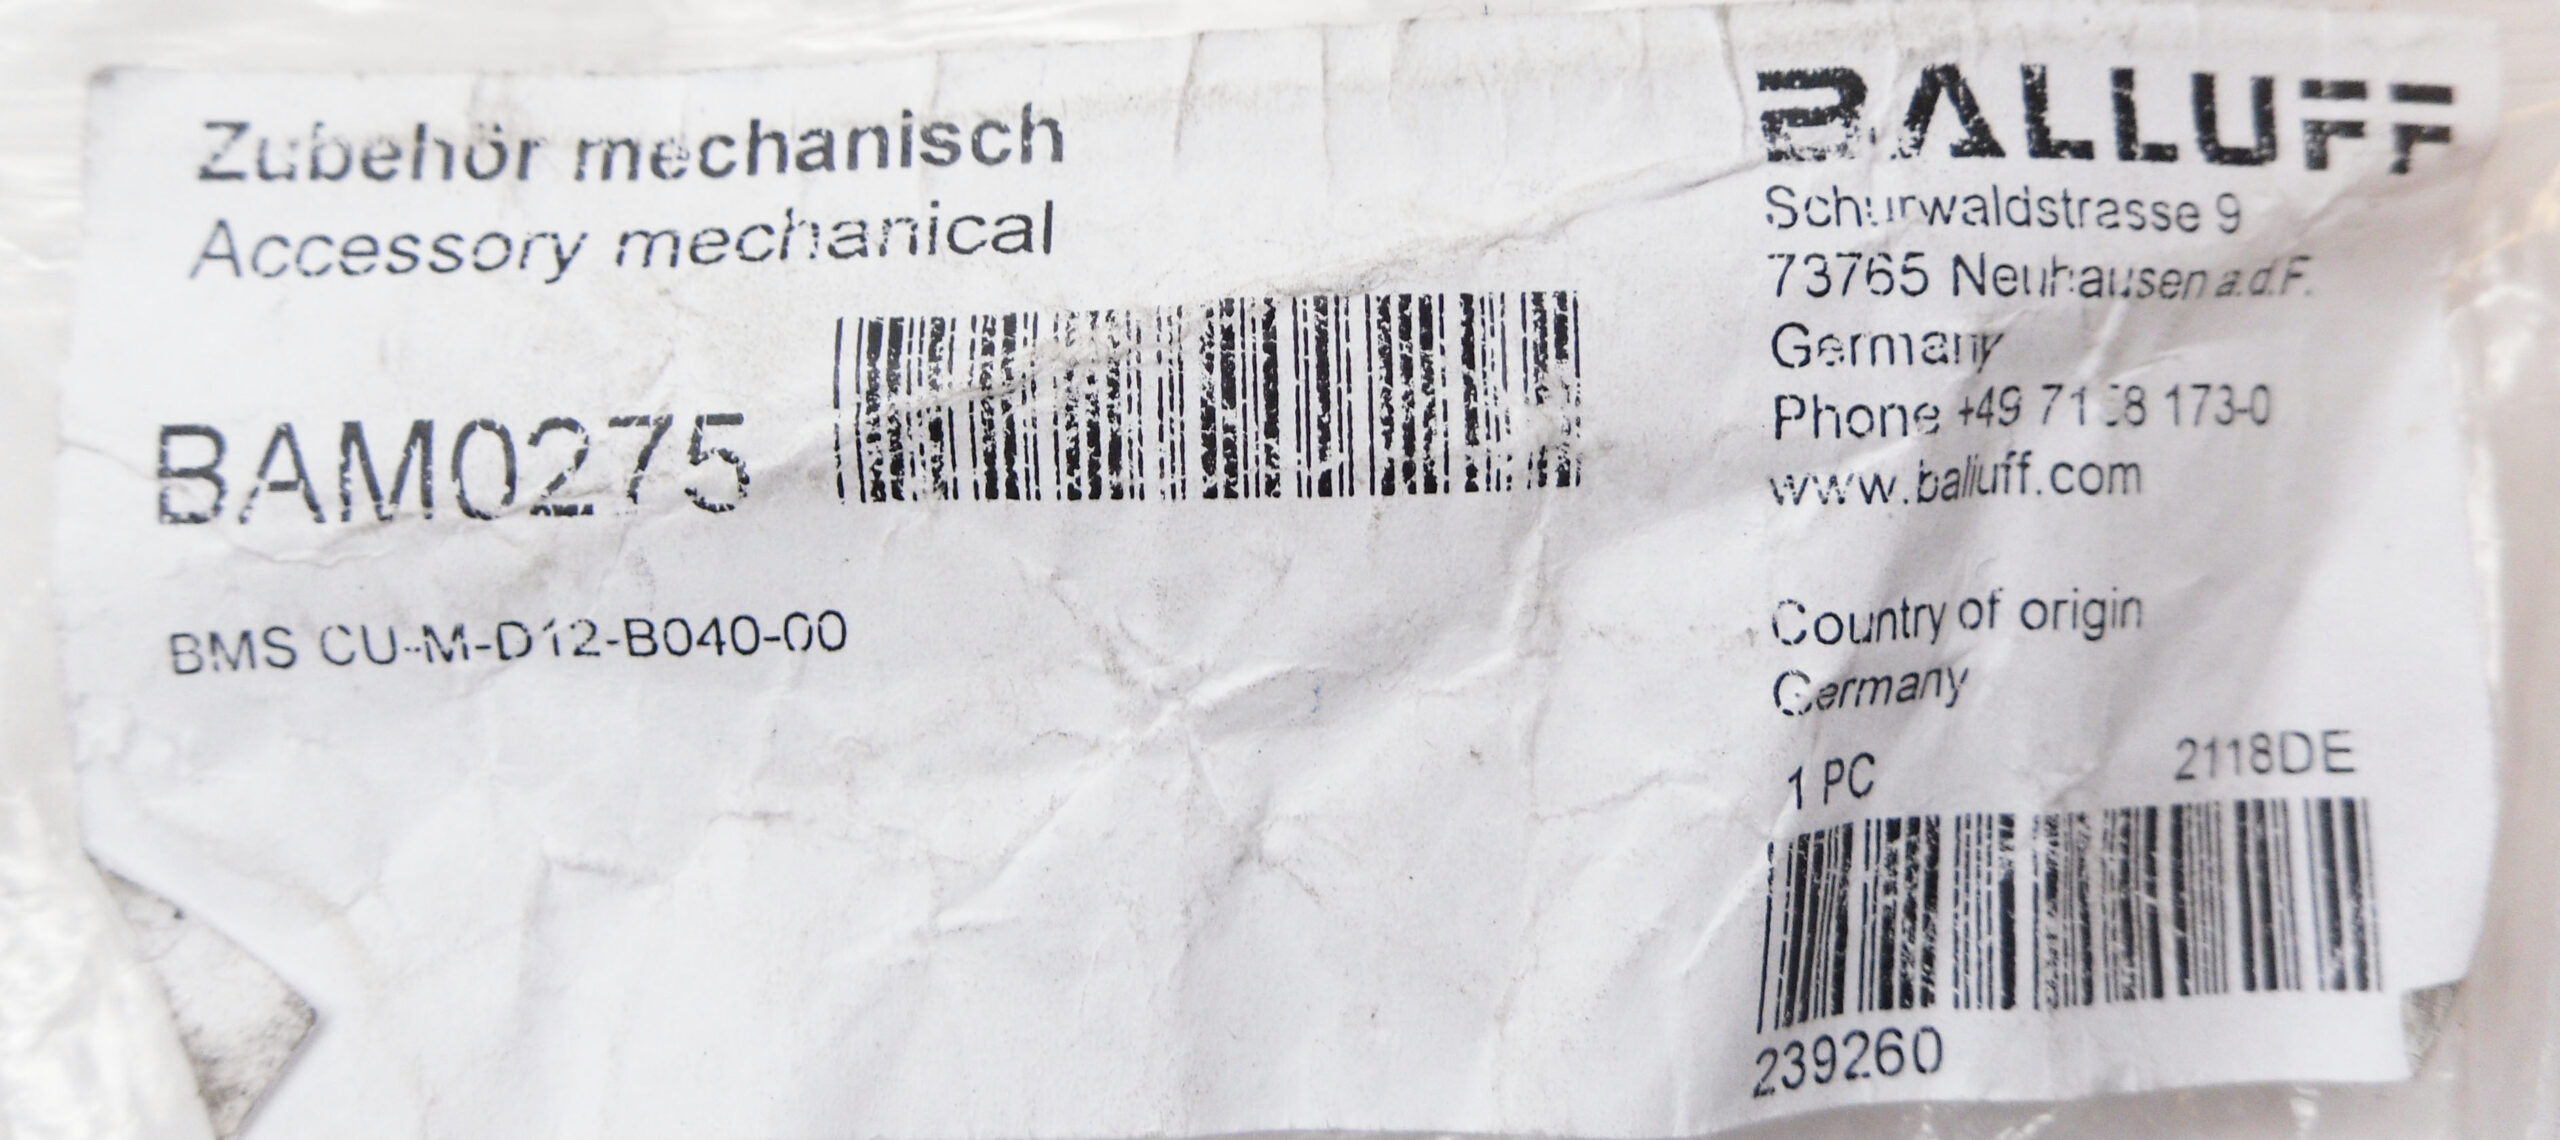 Zubehör mechanisch
Accessory mechanical
BAM0275
BMS CU-M-D12-B040-00
BALLUFF
Schurwaldstrasse 9
73765 Neuhausen a.d.F.
Germany
Phone +49 7158 173-0
www.balluff.com
Country of origin
Germany
1 PC 2118DE
239260